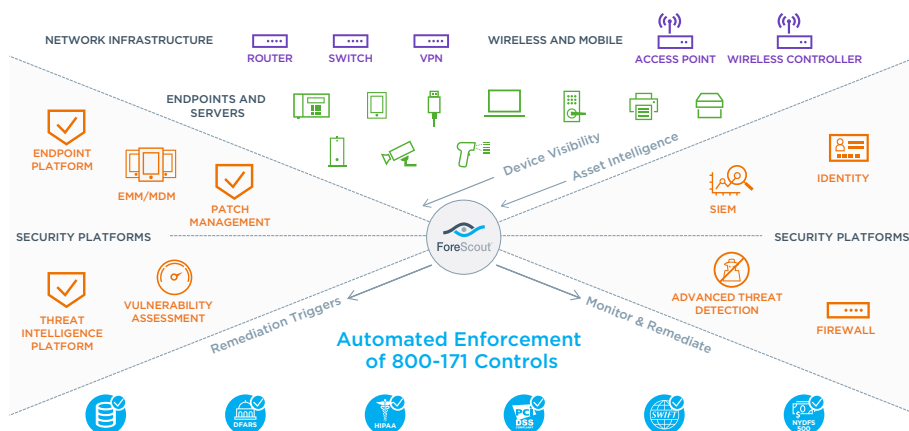 NETWORK INFRASTRUCTURE
ROUTER
SWITCH
VPN
WIRELESS AND MOBILE
ACCESS POINT
WIRELESS CONTROLLER
ENDPOINTS AND
SERVERS
ENDPOINT
PLATFORM
EMM/MDM
PATCH
MANAGEMENT
Device Visibility
Asset Intelligence
SIEM
IDENTITY
SECURITY PLATFORMS
ForeScout
SECURITY PLATFORMS
THREAT
INTELLIGENCE
PLATFORM
VULNERABILITY
ASSESSMENT
Remediation Triggers
Monitor & Remediate
ADVANCED THREAT
DETECTION
FIREWALL
Automated Enforcement
of 800-171 Controls
DFARS
HIPAA
PCI
DSS
SWIFT
NYDFS
500